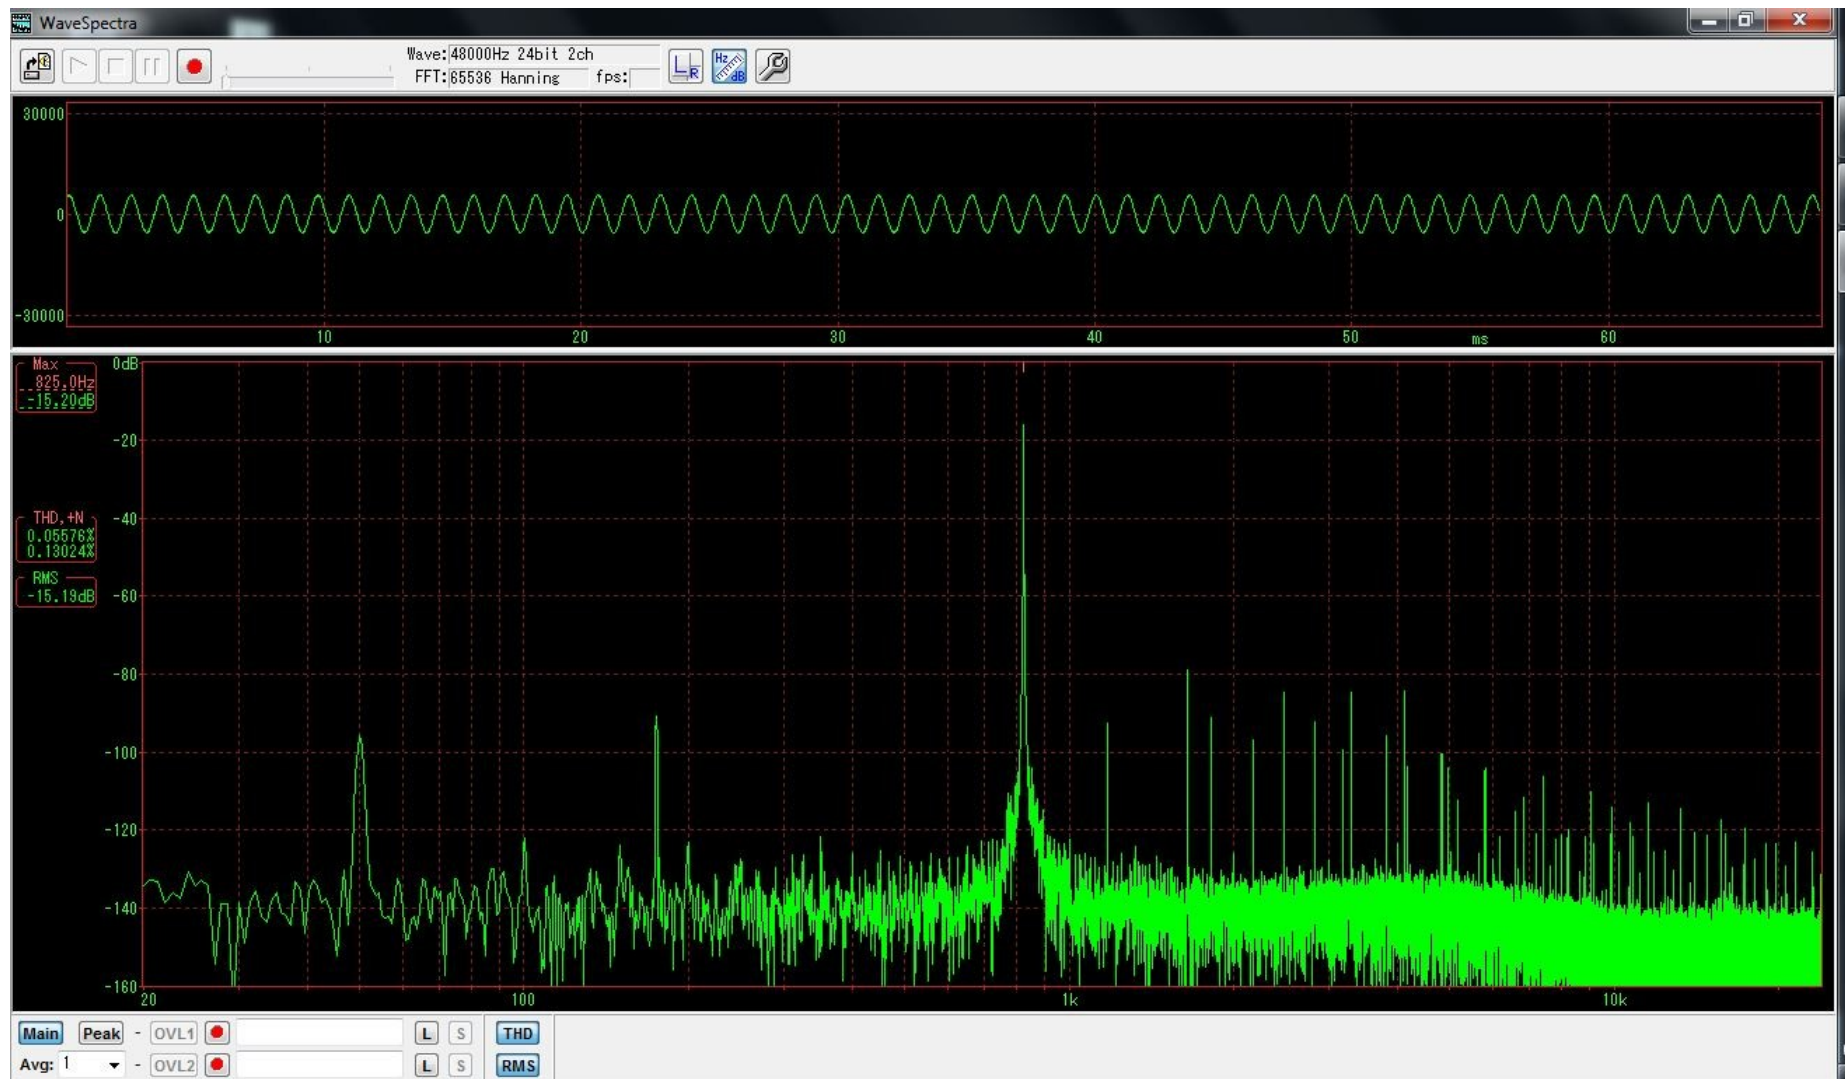 WaveSpectra
Wave: 48000Hz 24bit 2ch
FFT: 65536 Hanning fps:
L R
Hz dB
30000
0
-30000
10 20 30 40 50 ms 60
Max
825.0Hz
-15.20dB
THD,+N
0.05576%
0.13024%
RMS
-15.19dB
0dB
-20
-40
-60
-80
-100
-120
-140
-160
20 100 1k 10k
Main Peak - OVL1 L S THD
Avg: 1 - OVL2 L S RMS